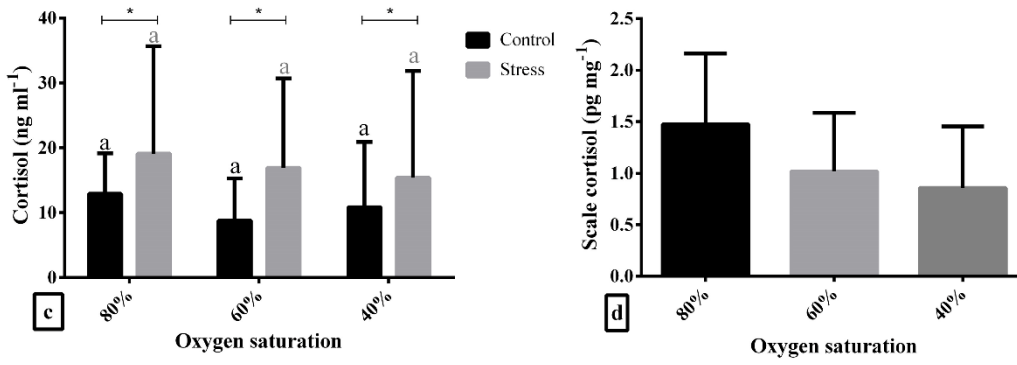 Cortisol (ng ml⁻¹)
40
30
20
10
0
* * *
a a
a a
a a
80% 60% 40%
Oxygen saturation
c
Control
Stress
Scale cortisol (pg mg⁻¹)
2.5
2.0
1.5
1.0
0.5
0.0
80% 60% 40%
Oxygen saturation
d